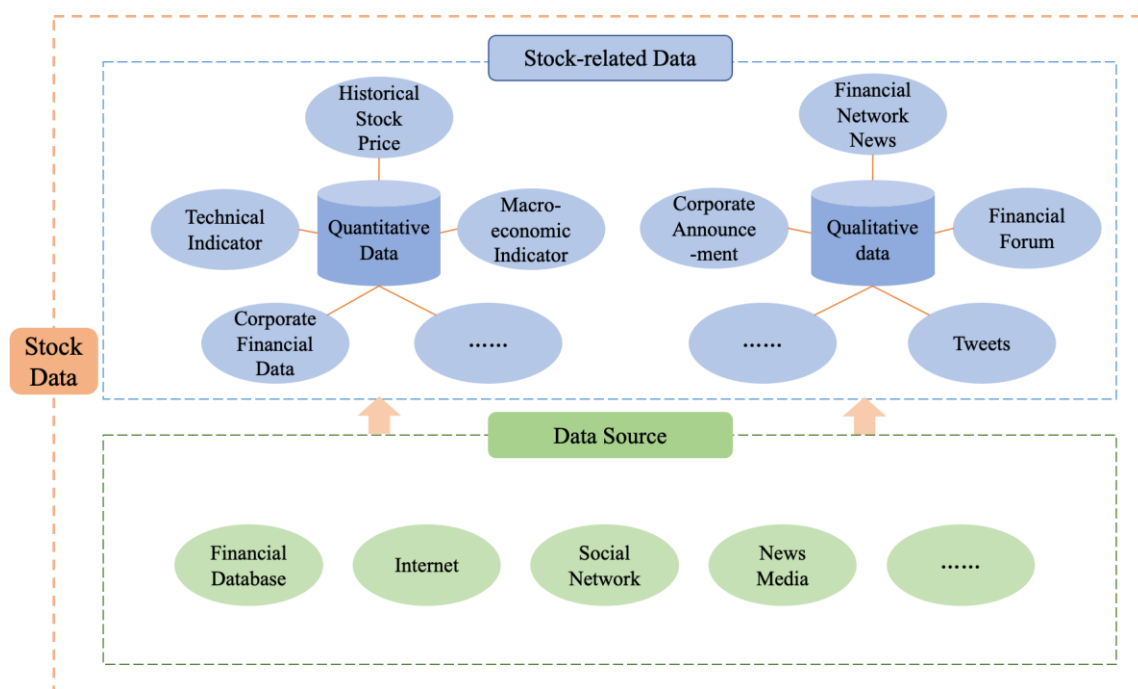 Stock-related Data
Historical
Stock
Price
Financial
Network
News
Technical
Indicator
Quantitative
Data
Macro-
economic
Indicator
Corporate
Announce
-ment
Qualitative
data
Financial
Forum
Corporate
Financial
Data
......
......
Tweets
Stock
Data
Data Source
Financial
Database
Internet
Social
Network
News
Media
......